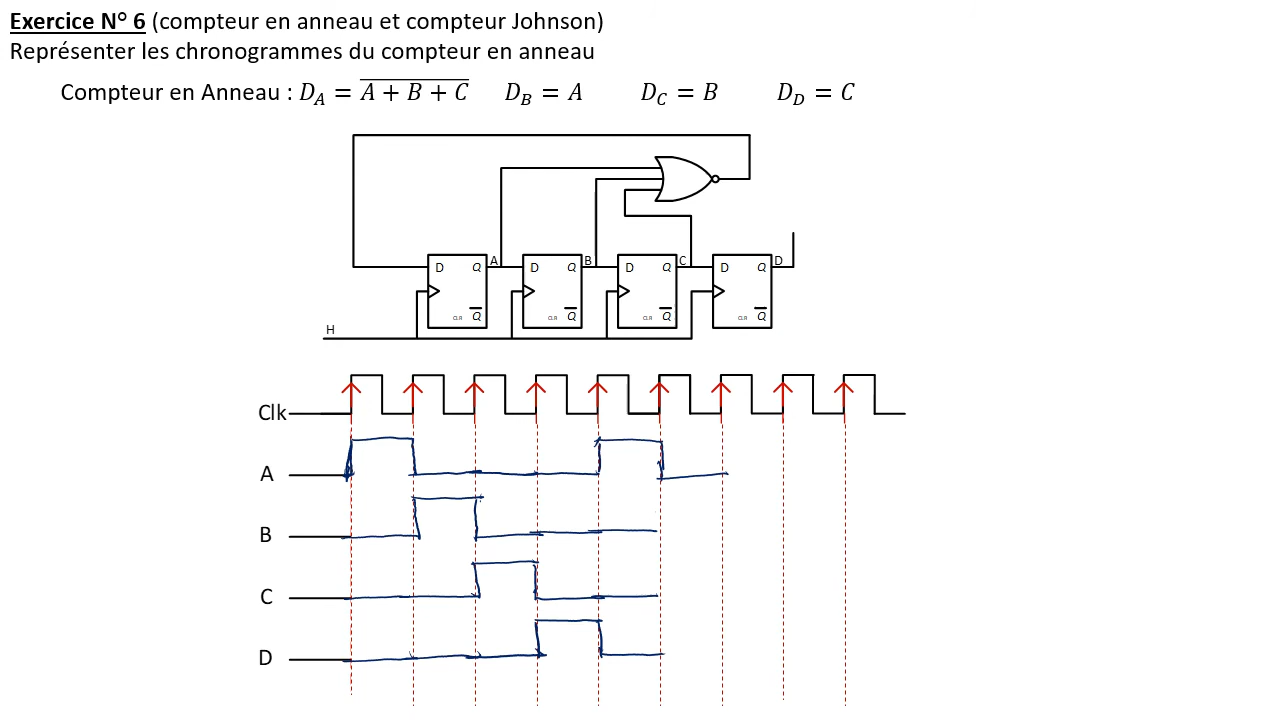 Exercice N° 6 (compteur en anneau et compteur Johnson)
Représenter les chronogrammes du compteur en anneau
Compteur en Anneau : $D_A = \overline{A + B + C}$ $D_B = A$ $D_C = B$ $D_D = C$
D Q A D Q B D Q C D Q D
CLR Q̅ CLR Q̅ CLR Q̅ CLR Q̅
H
Clk
A
B
C
D